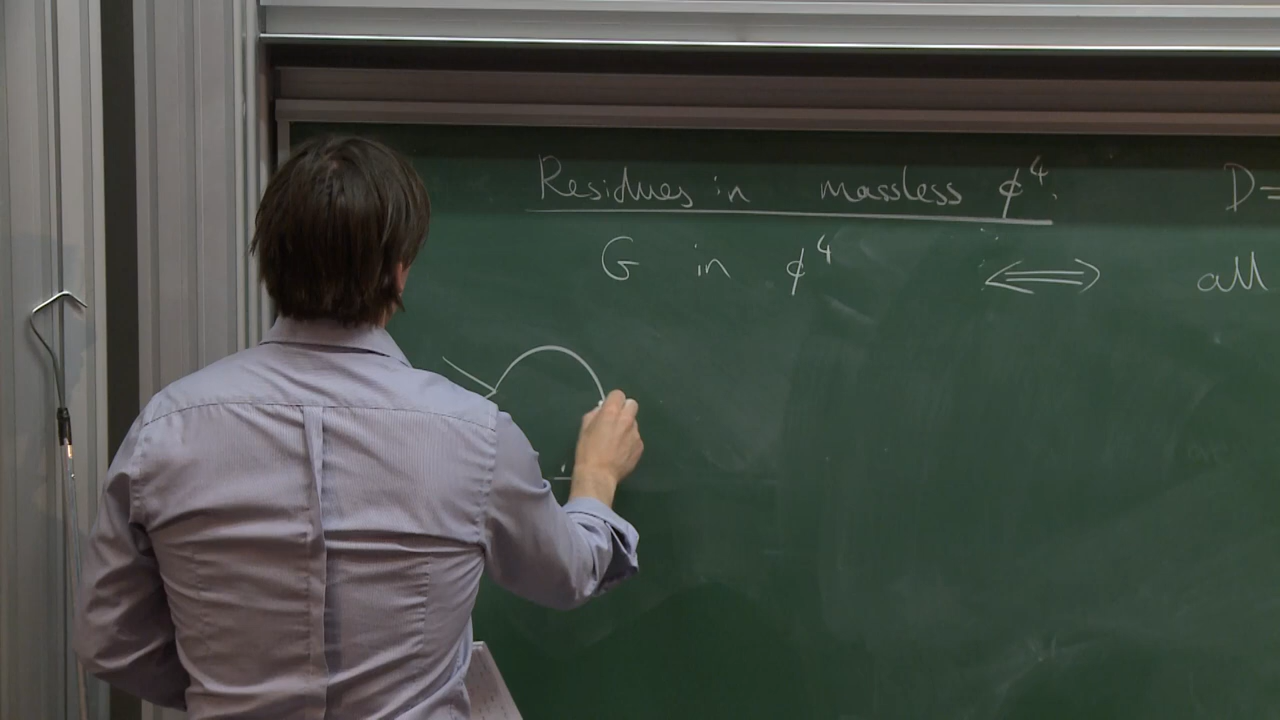 Residues in massless ϕ⁴. D=
G in ϕ⁴ ⟺ all